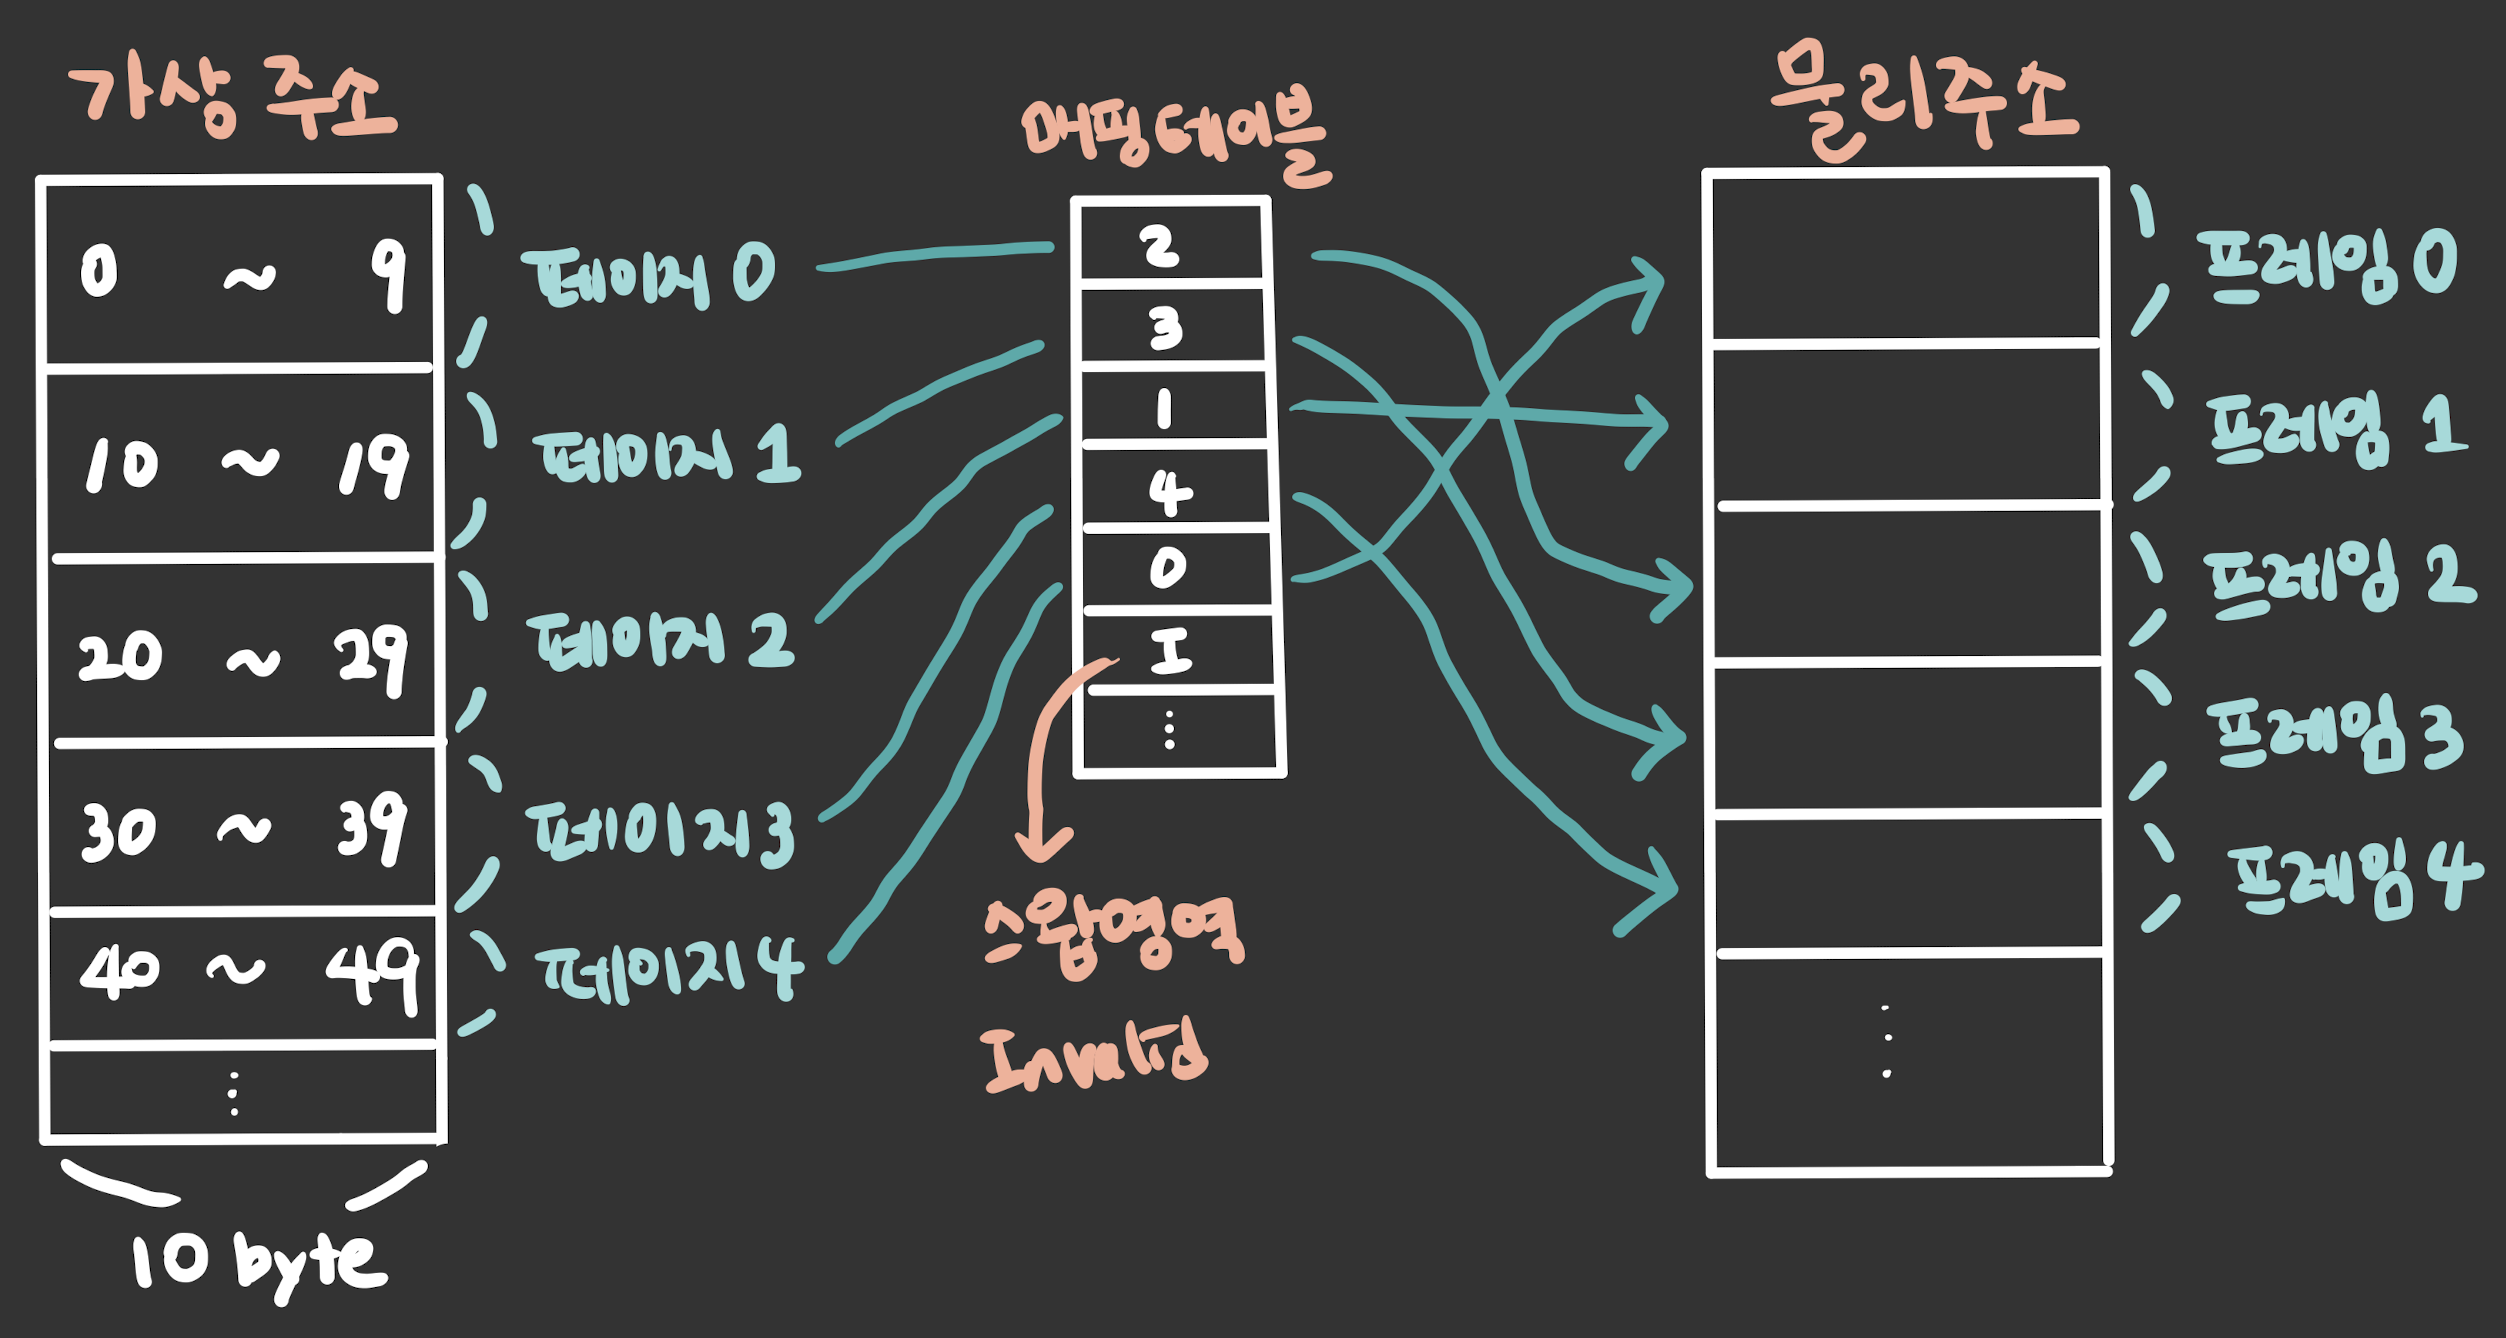 가상 주소
0 ~ 9
10 ~ 19
20 ~ 29
30 ~ 39
40 ~ 49
10 byte
페이지 0
페이지 1
페이지 2
페이지 3
페이지 4
매핑테이블
2
3
1
4
0
I
스왑영역
Invalid
물리주소
프레임 0
프레임 1
프레임 2
프레임 3
프레임 4